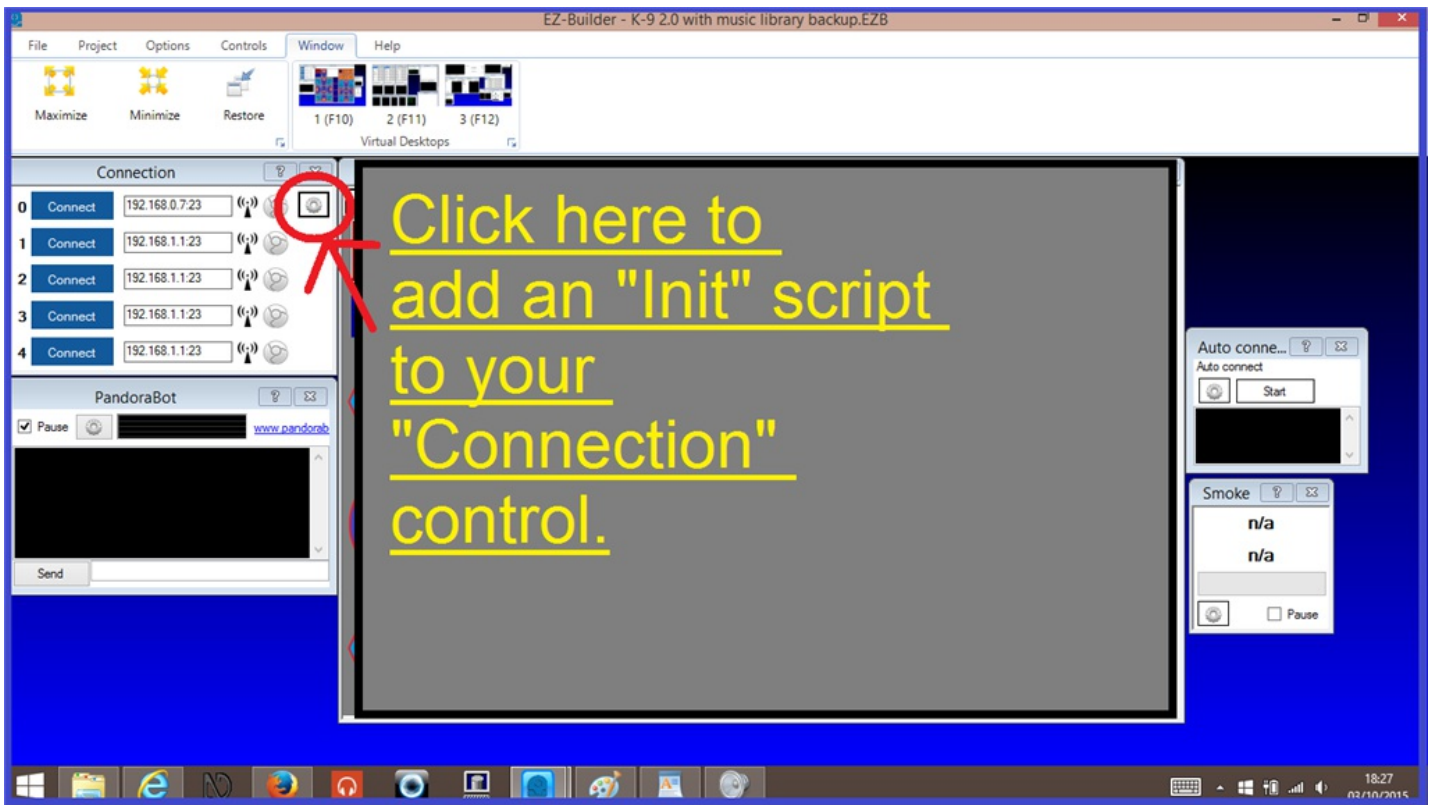 EZ-Builder - K-9 2.0 with music library backup.EZB
File Project Options Controls Window Help
Maximize Minimize Restore 1 (F10) 2 (F11) 3 (F12)
Virtual Desktops
Connection
0 Connect 192.168.0.7:23
1 Connect 192.168.1.1:23
2 Connect 192.168.1.1:23
3 Connect 192.168.1.1:23
4 Connect 192.168.1.1:23
PandoraBot
Pause www.pandorab
Send
Click here to
add an "Init" script
to your
"Connection"
control.
Auto conne...
Auto connect
Start
Smoke
n/a
n/a
Pause
18:27
03/10/2015